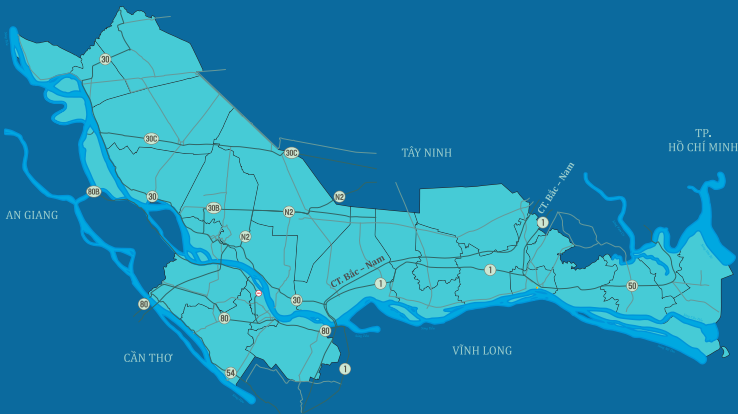 30
TP.
HỒ CHÍ MINH
30C
30C
TÂY NINH
80B
30
N2
30B
N2
CT. Bắc - Nam
AN GIANG
N2
1
CT. Bắc - Nam
1
1
50
30
80
80
80
VĨNH LONG
CẦN THƠ
54
1